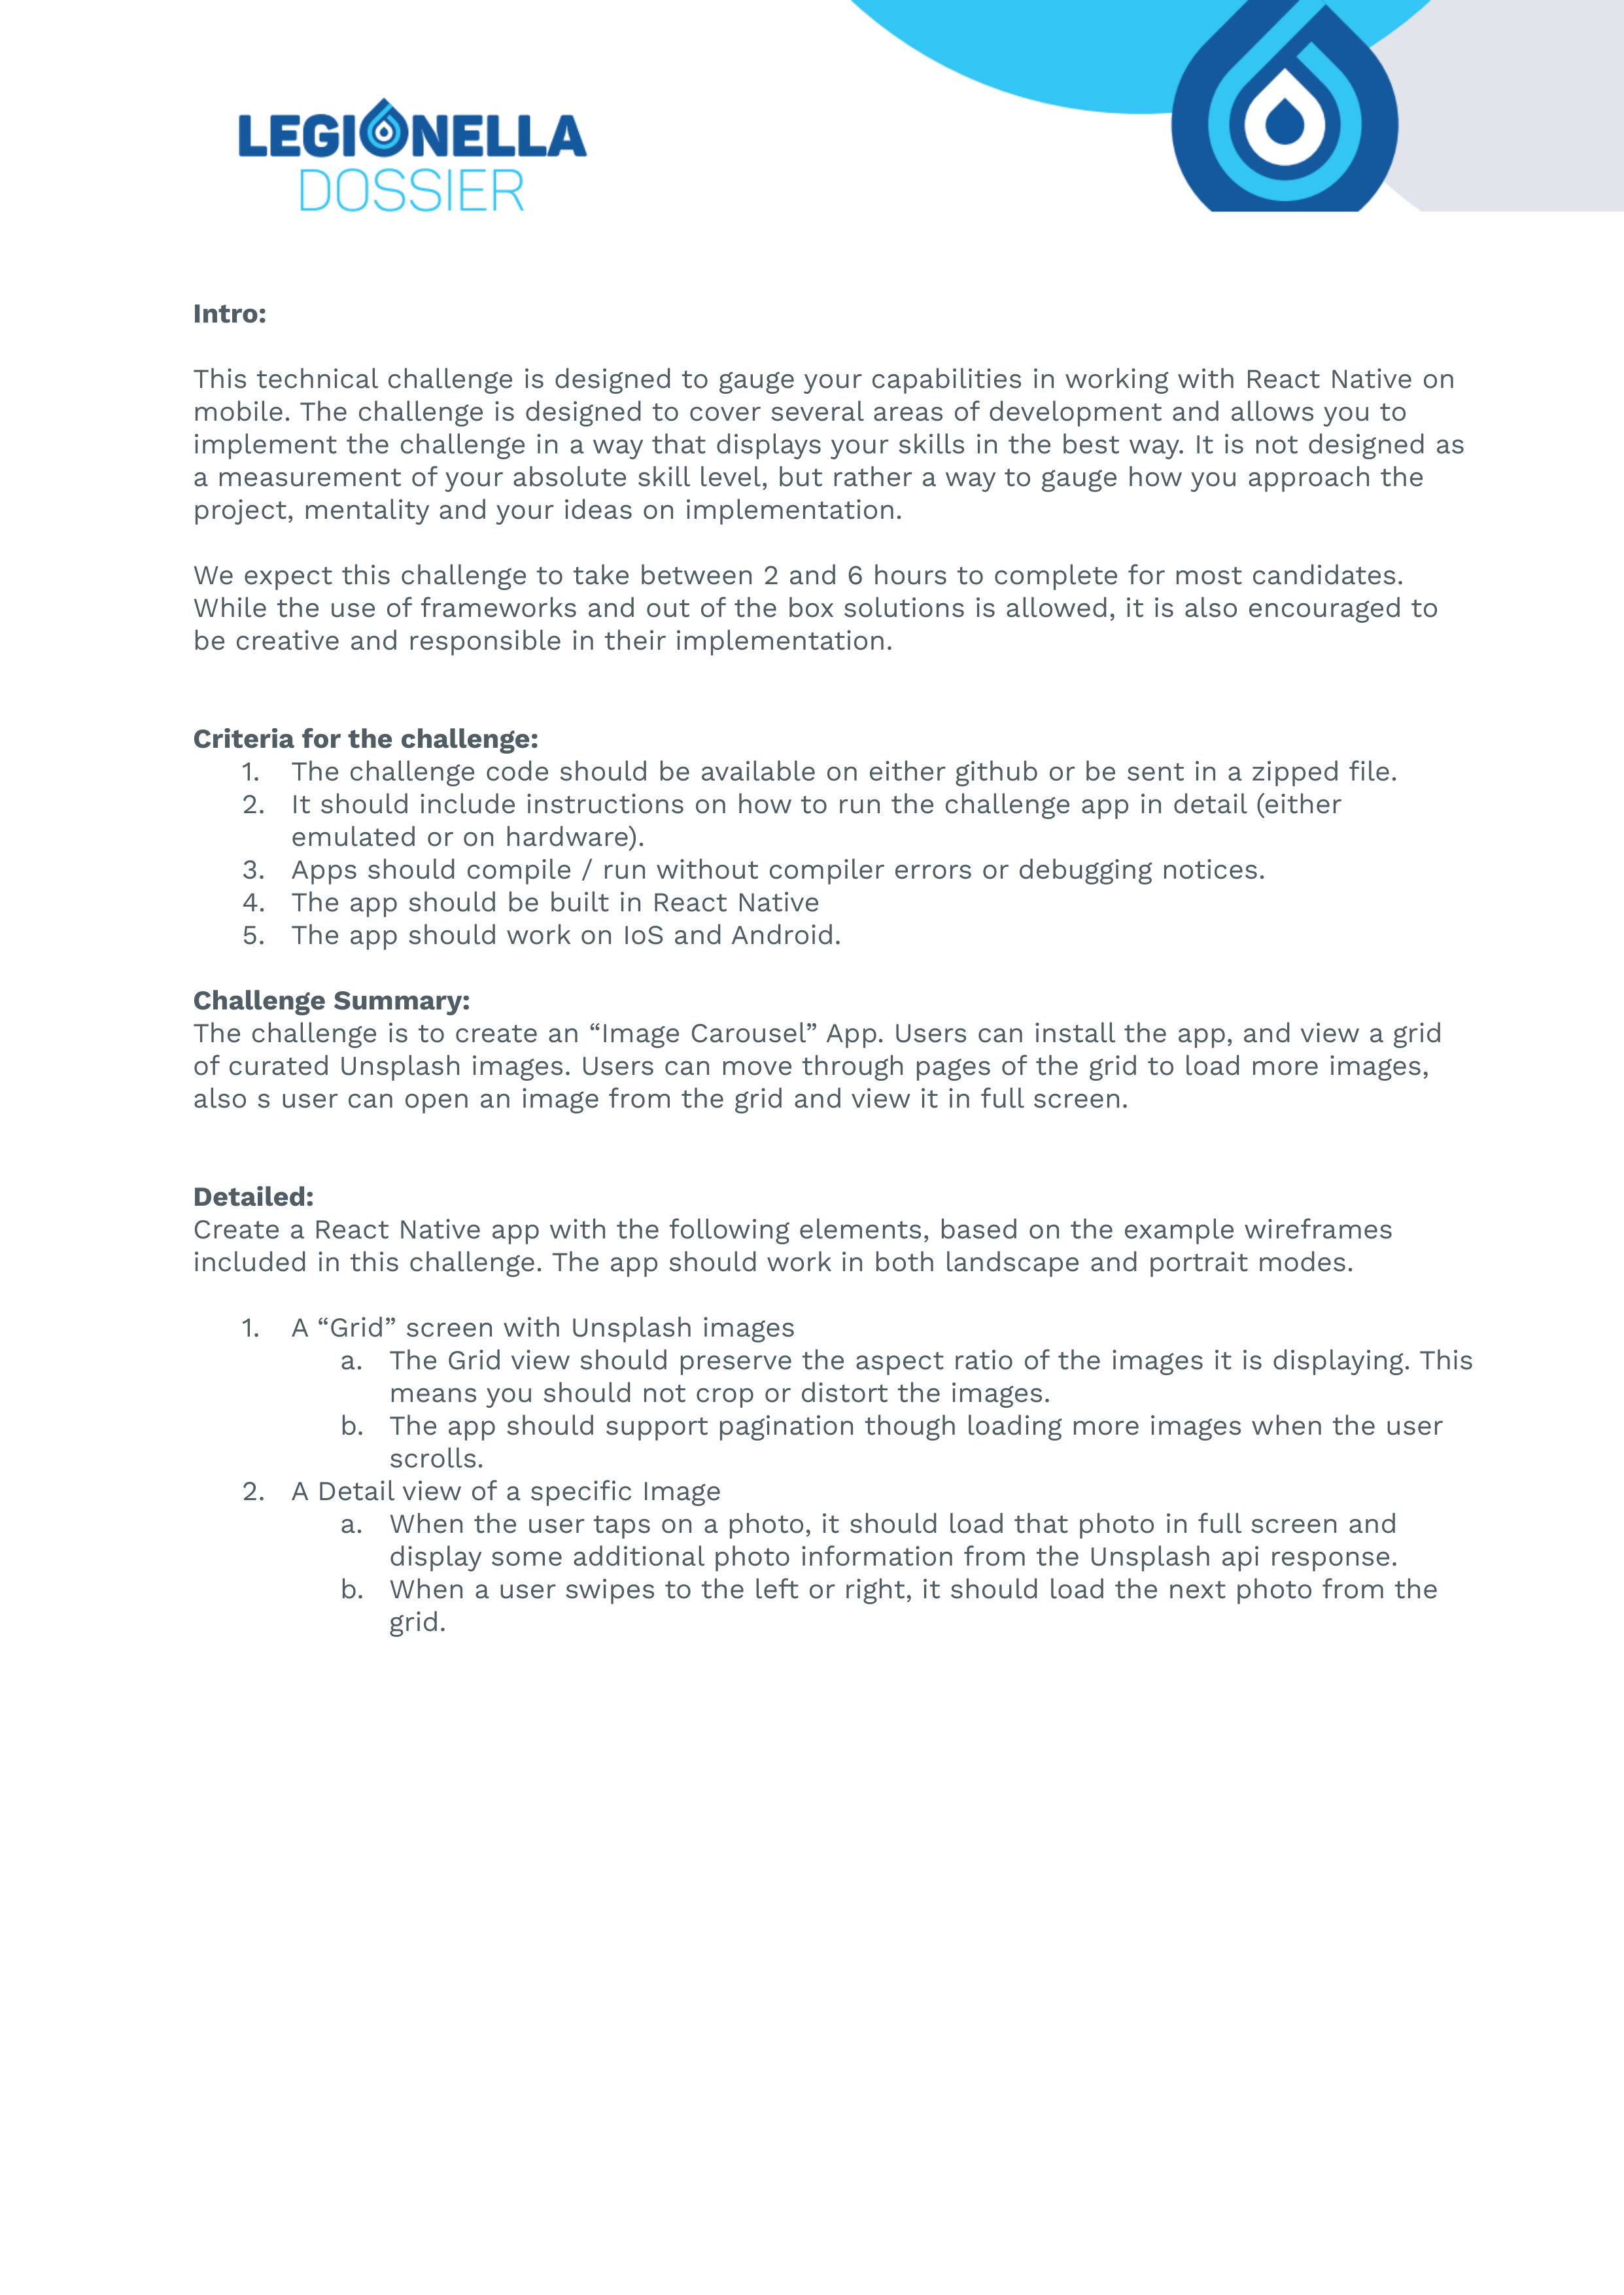 LEGIONELLA
DOSSIER
Intro:
This technical challenge is designed to gauge your capabilities in working with React Native on
mobile. The challenge is designed to cover several areas of development and allows you to
implement the challenge in a way that displays your skills in the best way. It is not designed as
a measurement of your absolute skill level, but rather a way to gauge how you approach the
project, mentality and your ideas on implementation.
We expect this challenge to take between 2 and 6 hours to complete for most candidates.
While the use of frameworks and out of the box solutions is allowed, it is also encouraged to
be creative and responsible in their implementation.
Criteria for the challenge:
1. The challenge code should be available on either github or be sent in a zipped file.
2. It should include instructions on how to run the challenge app in detail (either
emulated or on hardware).
3. Apps should compile / run without compiler errors or debugging notices.
4. The app should be built in React Native
5. The app should work on IoS and Android.
Challenge Summary:
The challenge is to create an “Image Carousel” App. Users can install the app, and view a grid
of curated Unsplash images. Users can move through pages of the grid to load more images,
also s user can open an image from the grid and view it in full screen.
Detailed:
Create a React Native app with the following elements, based on the example wireframes
included in this challenge. The app should work in both landscape and portrait modes.
1. A “Grid” screen with Unsplash images
a. The Grid view should preserve the aspect ratio of the images it is displaying. This
means you should not crop or distort the images.
b. The app should support pagination though loading more images when the user
scrolls.
2. A Detail view of a specific Image
a. When the user taps on a photo, it should load that photo in full screen and
display some additional photo information from the Unsplash api response.
b. When a user swipes to the left or right, it should load the next photo from the
grid.